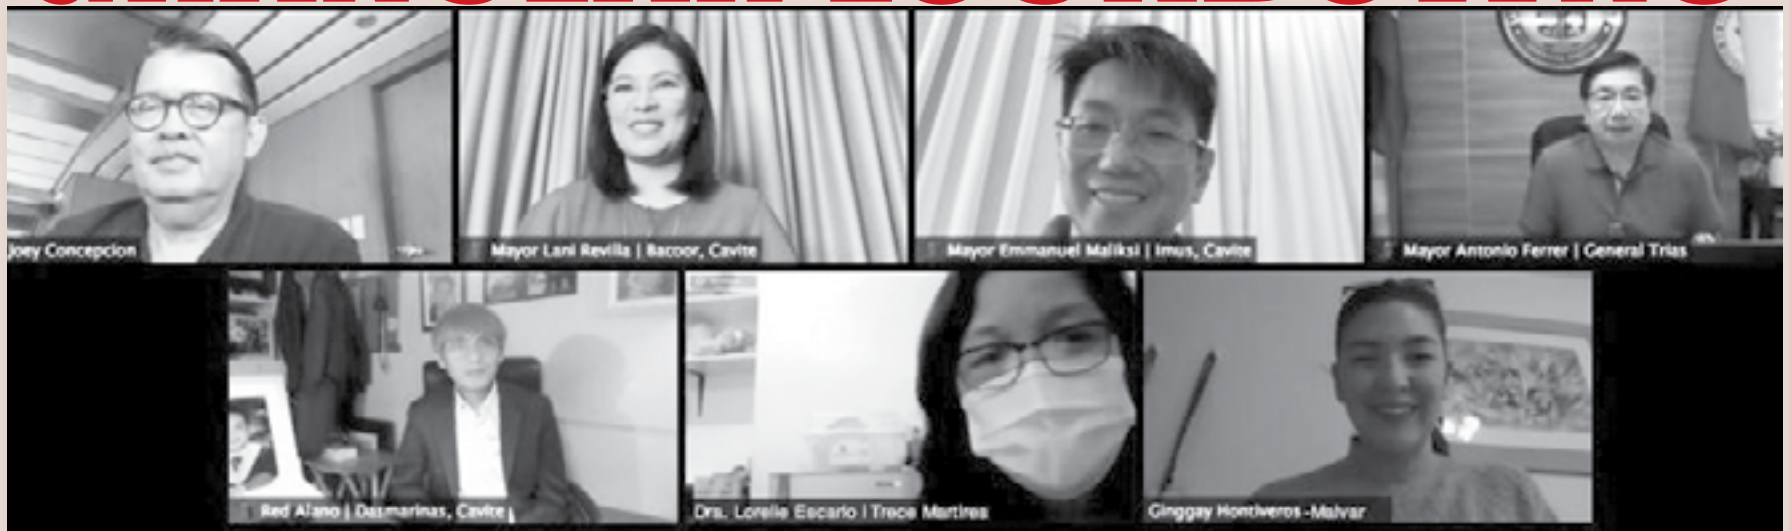 Joey Concepcion
Mayor Lani Revilla | Bacoor, Cavite
Mayor Emmanuel Maliksi | Imus, Cavite
Mayor Antonio Ferrer | General Trias
Red Alano | Dasmarinas, Cavite
Dra. Lorelie Escario | Trece Martires
Ginggay Hontiveros-Malvar